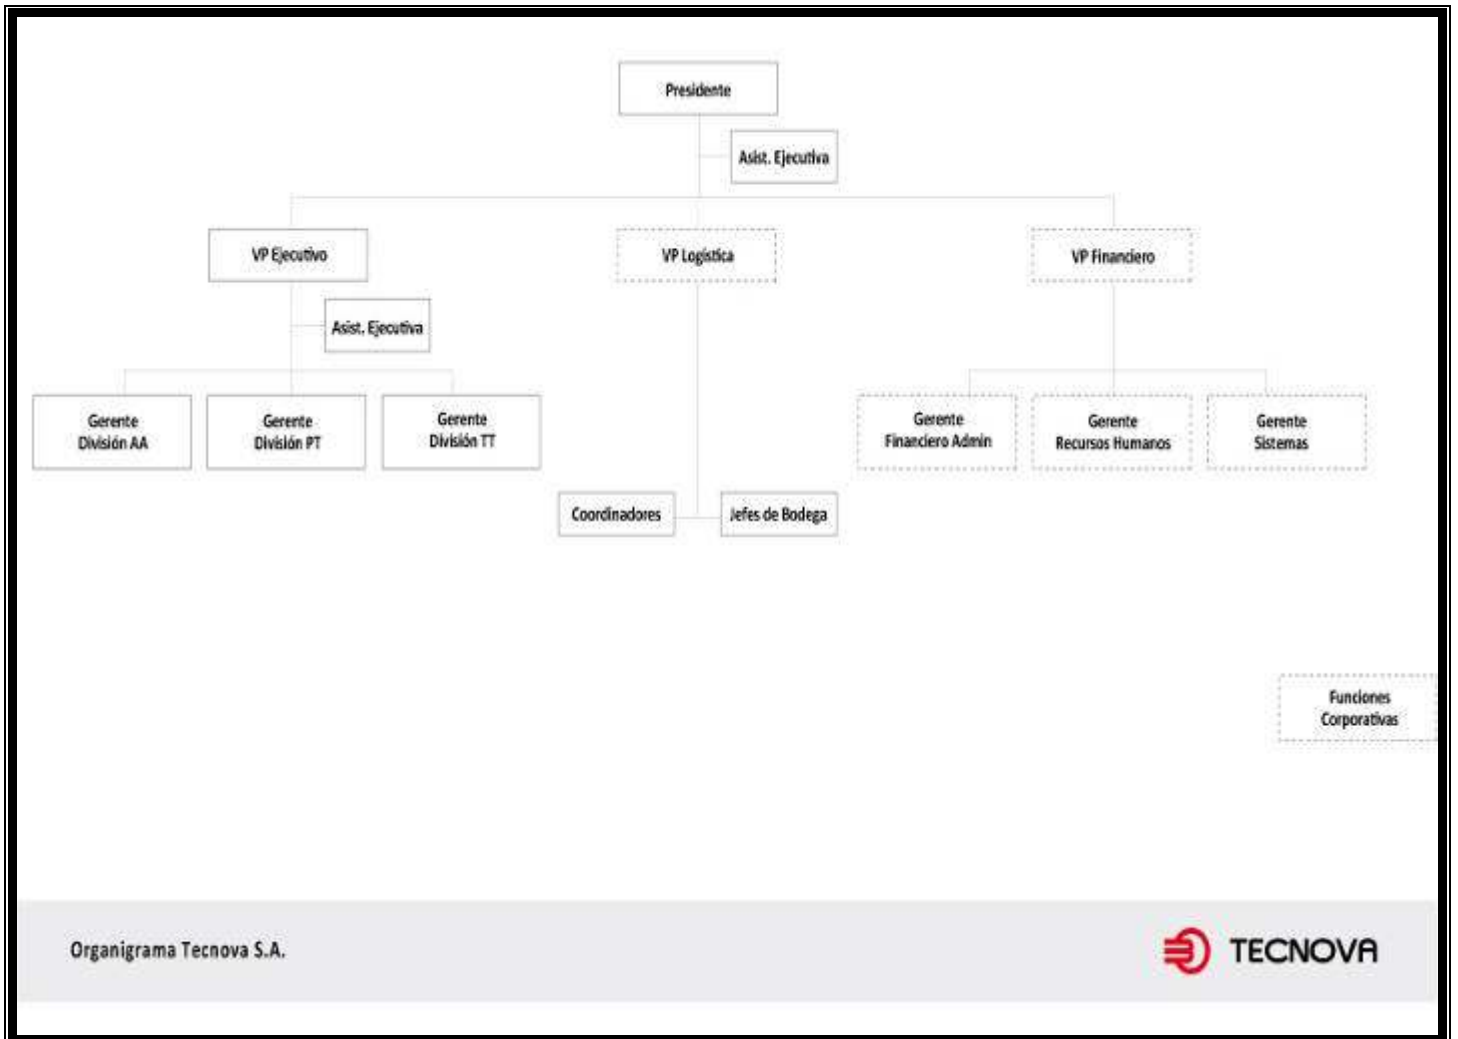 Presidente
Asist. Ejecutiva
VP Ejecutivo
VP Logística
VP Financiero
Asist. Ejecutiva
Gerente
División AA
Gerente
División PT
Gerente
División TT
Gerente
Financiero Admin
Gerente
Recursos Humanos
Gerente
Sistemas
Coordinadores
Jefes de Bodega
Funciones
Corporativas
Organigrama Tecnova S.A.
TECNOVA